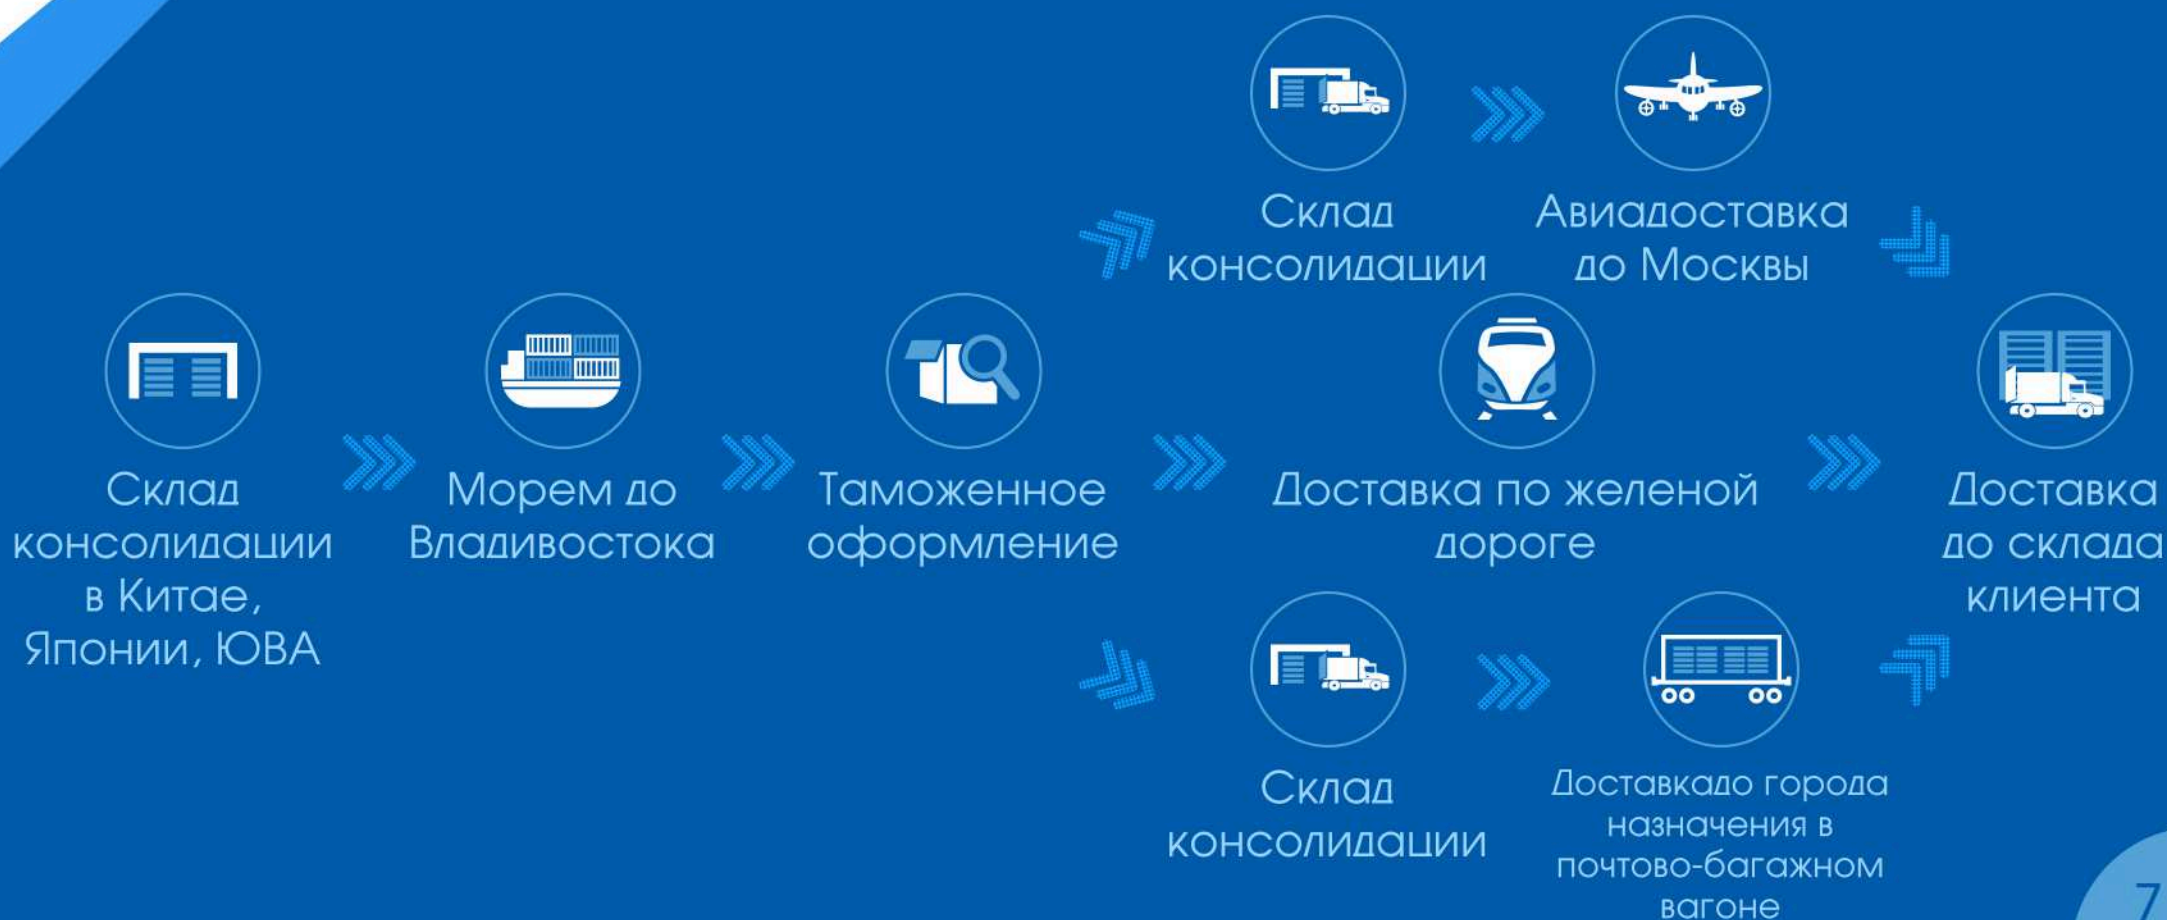 Склад
консолидации
в Китае,
Японии, ЮВА
Морем до
Владивостока
Таможенное
оформление
Склад
консолидации
Авиадоставка
до Москвы
Доставка по желеной
дороге
Склад
консолидации
Доставкадо города
назначения в
почтово-багажном
вагоне
Доставка
до склада
клиента
7